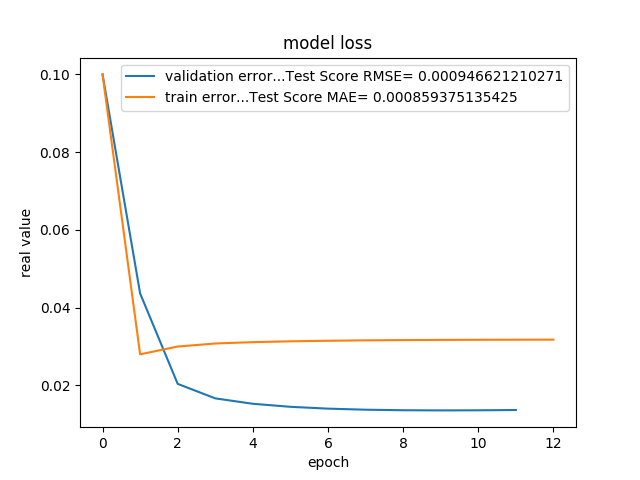 model loss
validation error...Test Score RMSE= 0.000946621210271
train error...Test Score MAE= 0.000859375135425
real value
0.10
0.08
0.06
0.04
0.02
0 2 4 6 8 10 12
epoch